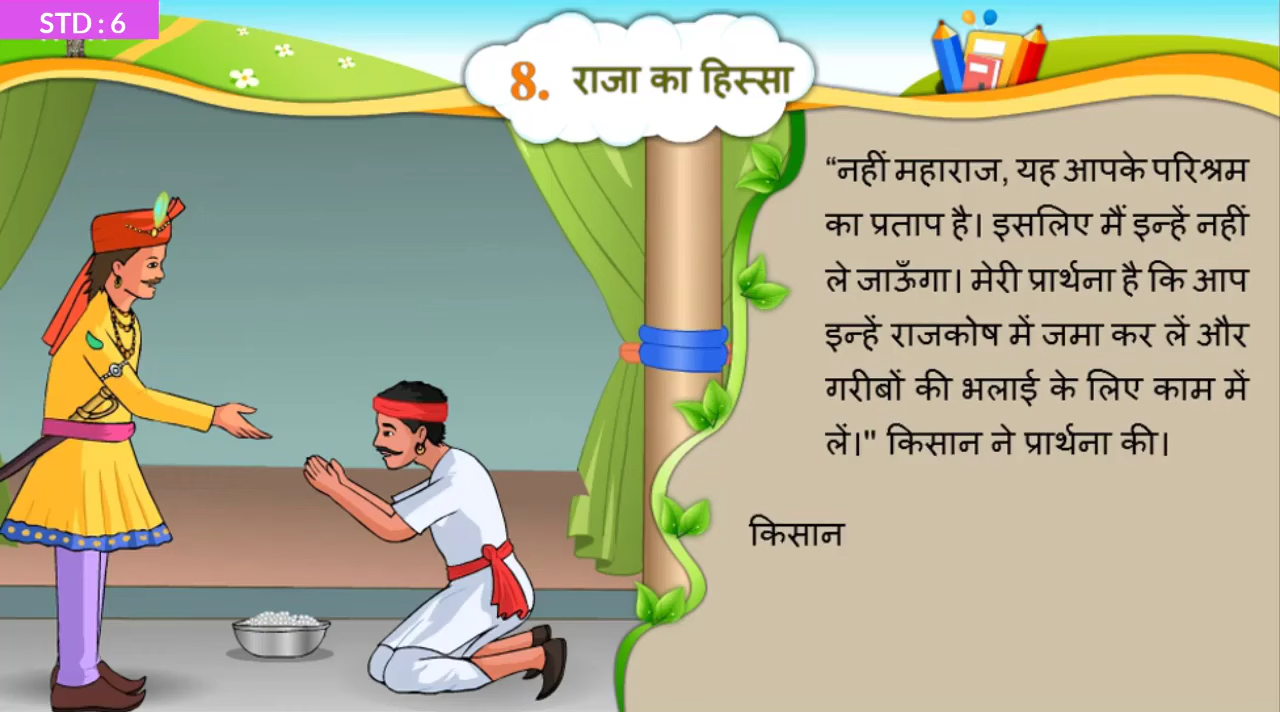 STD : 6
8. राजा का हिस्सा
“नहीं महाराज, यह आपके परिश्रम
का प्रताप है। इसलिए मैं इन्हें नहीं
ले जाऊँगा। मेरी प्रार्थना है कि आप
इन्हें राजकोष में जमा कर लें और
गरीबों की भलाई के लिए काम में
लें।" किसान ने प्रार्थना की।
किसान